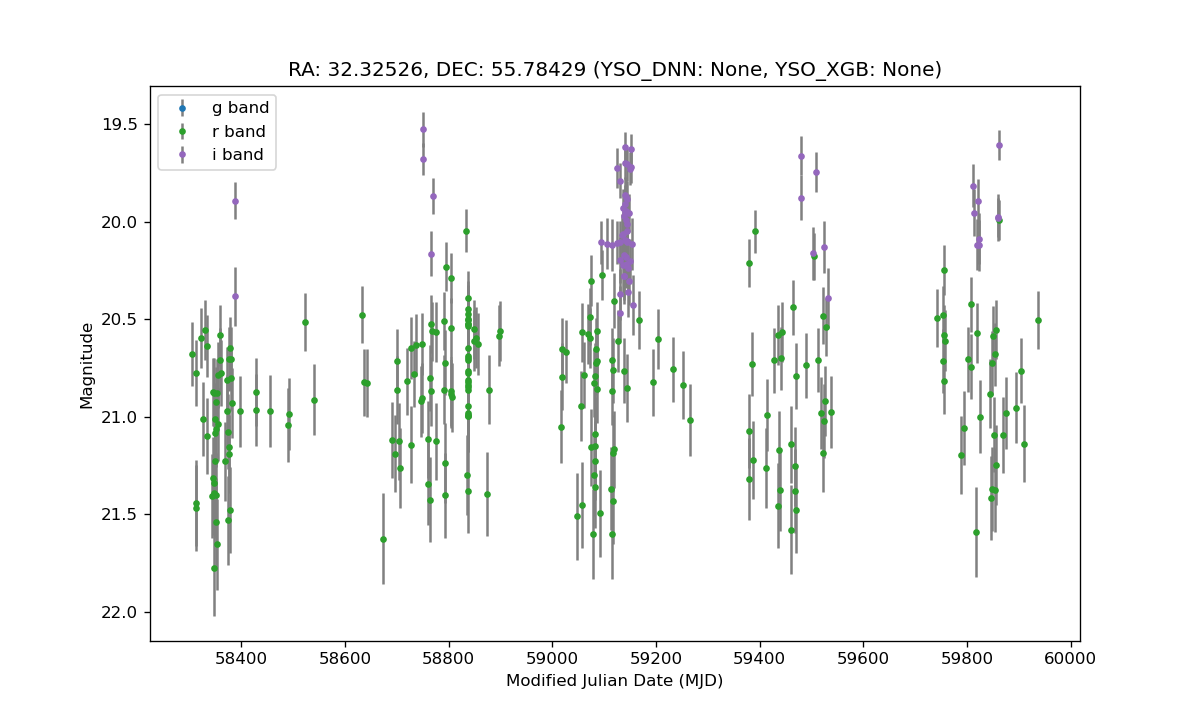 RA: 32.32526, DEC: 55.78429 (YSO_DNN: None, YSO_XGB: None)
g band
r band
i band
19.5
20.0
20.5
21.0
21.5
22.0
Magnitude
58400 58600 58800 59000 59200 59400 59600 59800 60000
Modified Julian Date (MJD)